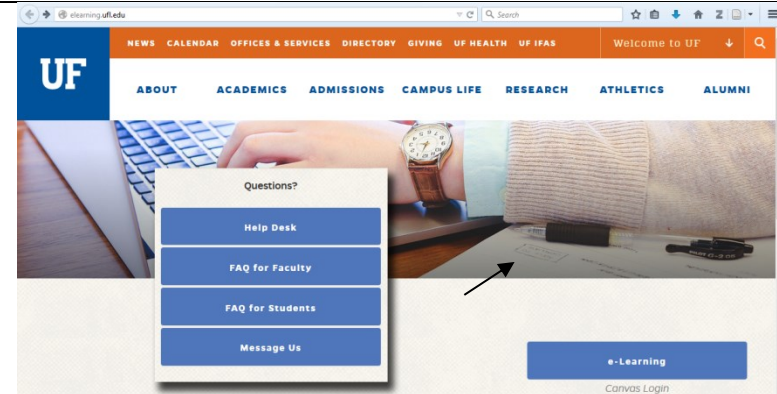 elearning.ufl.edu
Search
NEWS CALENDAR OFFICES & SERVICES DIRECTORY GIVING UF HEALTH UF IFAS Welcome to UF
UF
ABOUT ACADEMICS ADMISSIONS CAMPUS LIFE RESEARCH ATHLETICS ALUMNI
Questions?
Help Desk
FAQ for Faculty
FAQ for Students
Message Us
e-Learning
Canvas Login